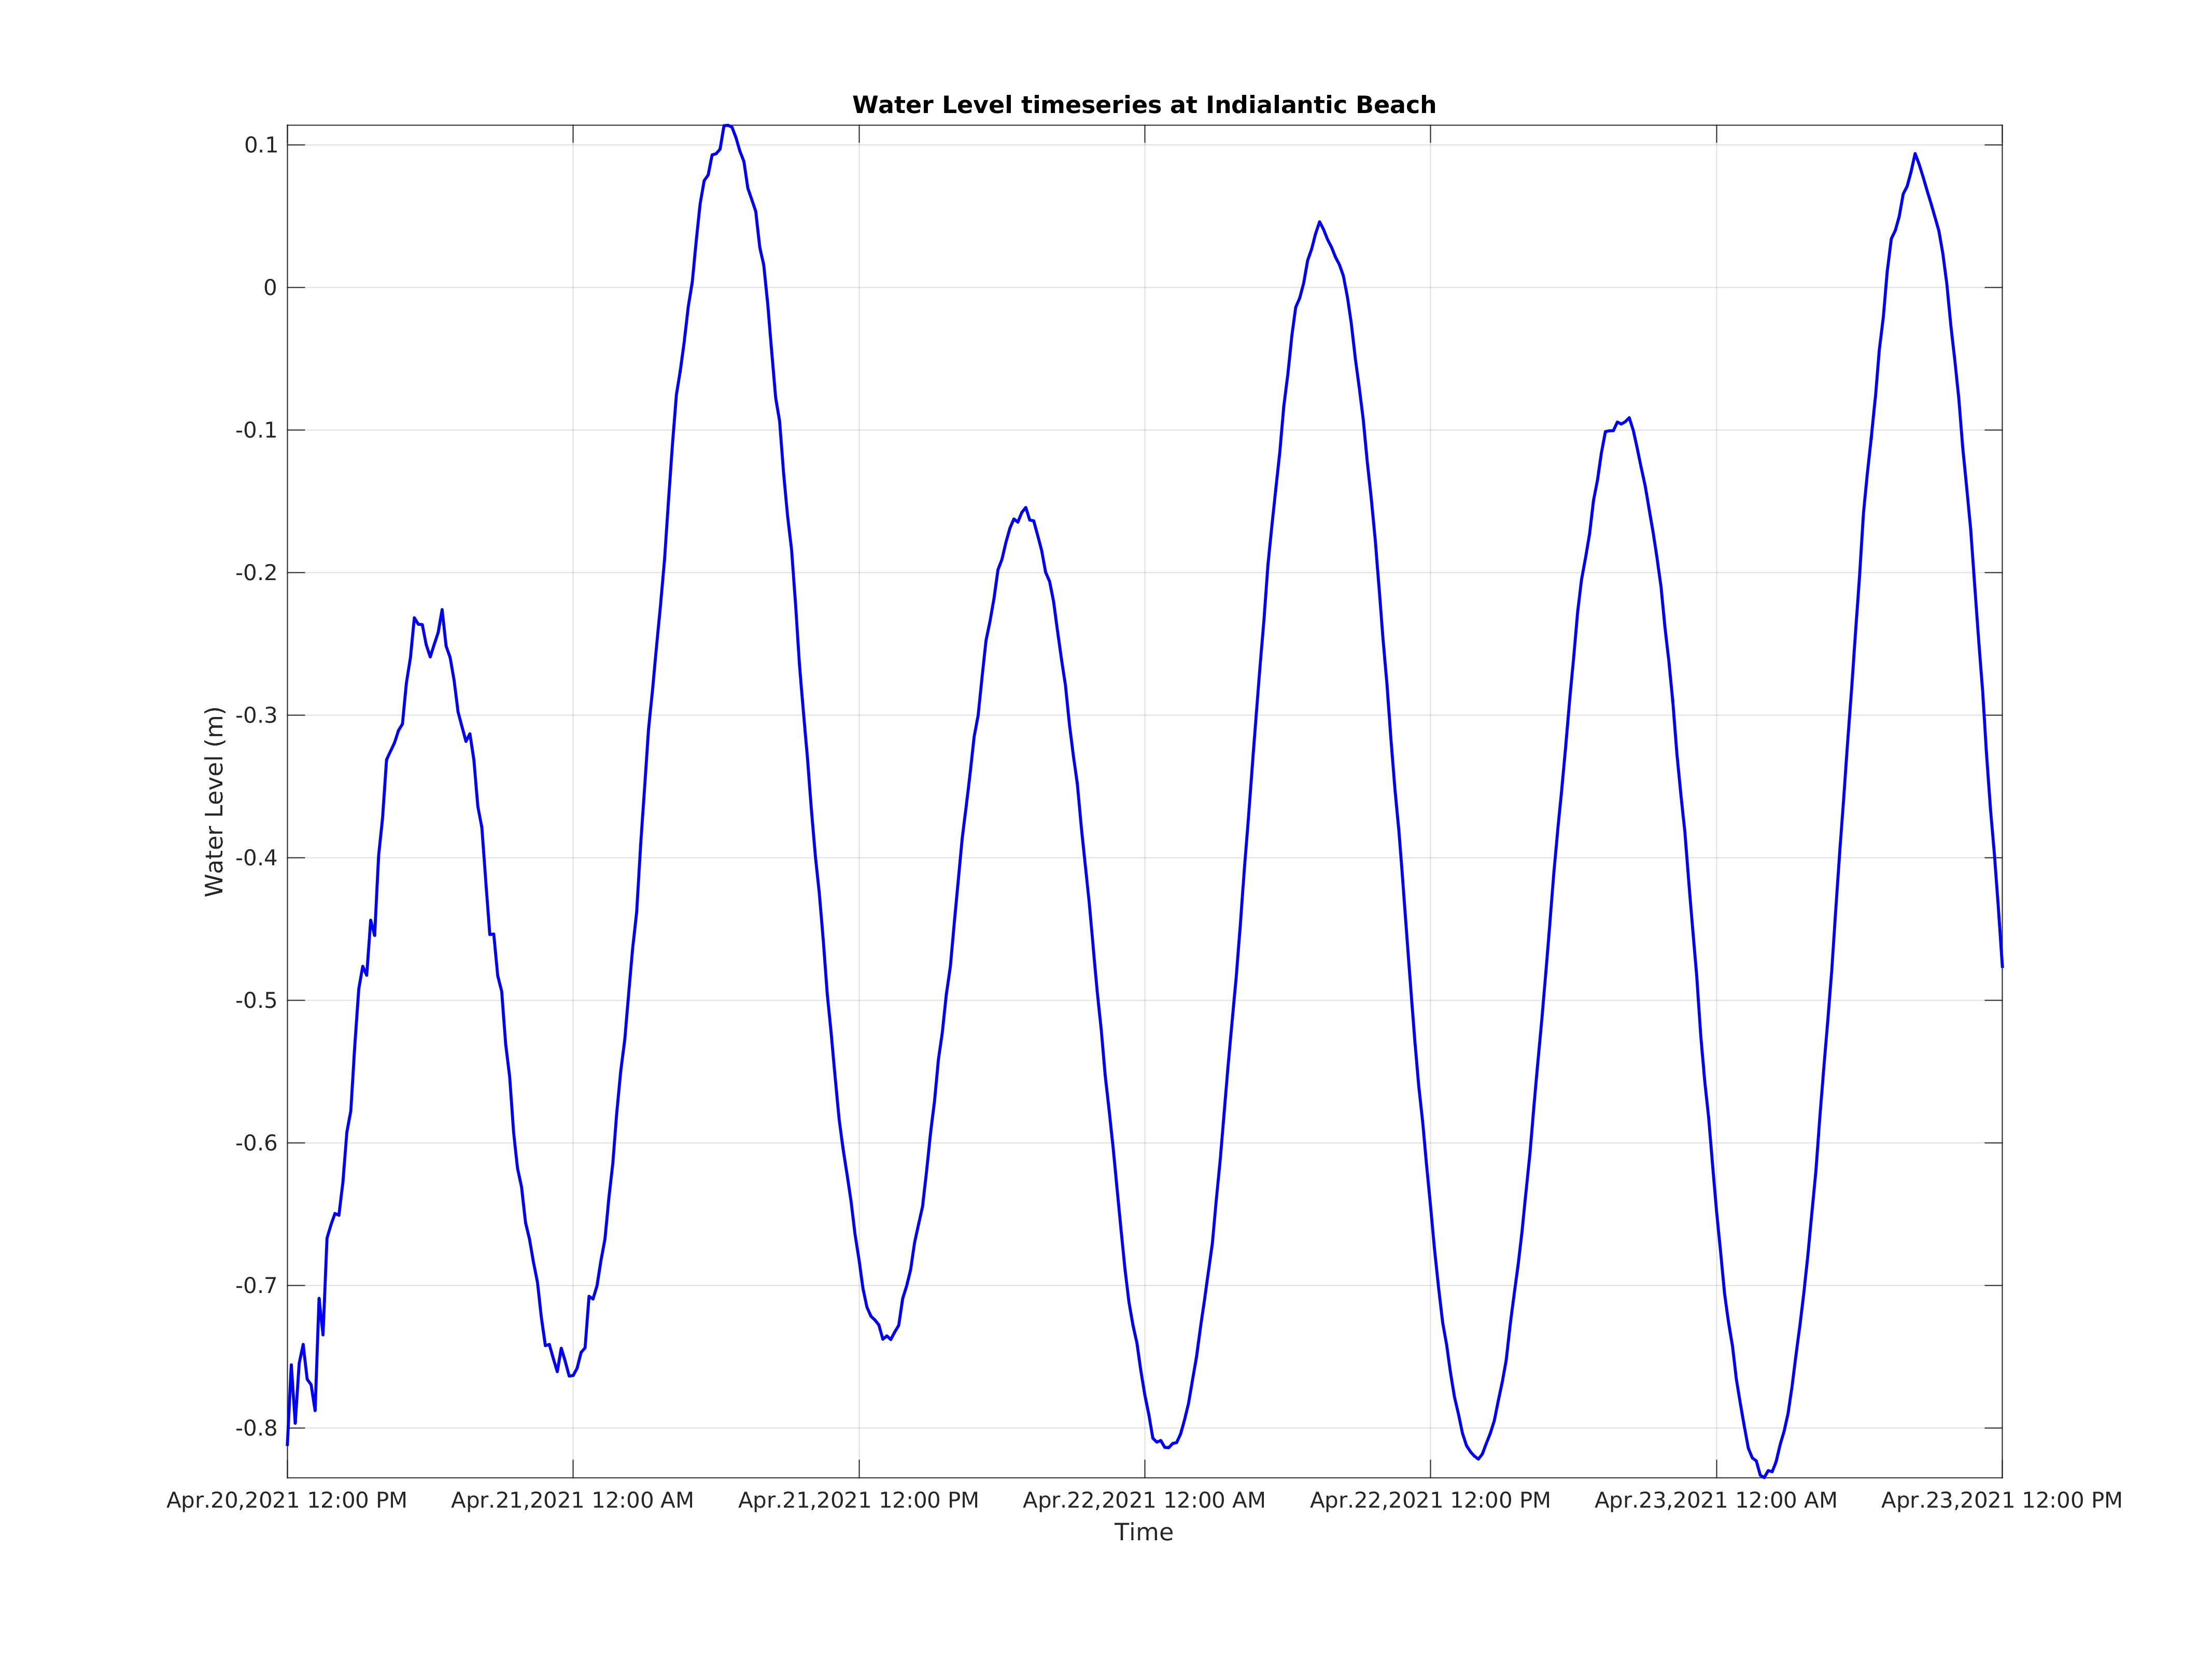 Water Level timeseries at Indialantic Beach
0.1
0
-0.1
-0.2
-0.3
-0.4
-0.5
-0.6
-0.7
-0.8
Water Level (m)
Apr.20,2021 12:00 PM Apr.21,2021 12:00 AM Apr.21,2021 12:00 PM Apr.22,2021 12:00 AM Apr.22,2021 12:00 PM Apr.23,2021 12:00 AM Apr.23,2021 12:00 PM
Time